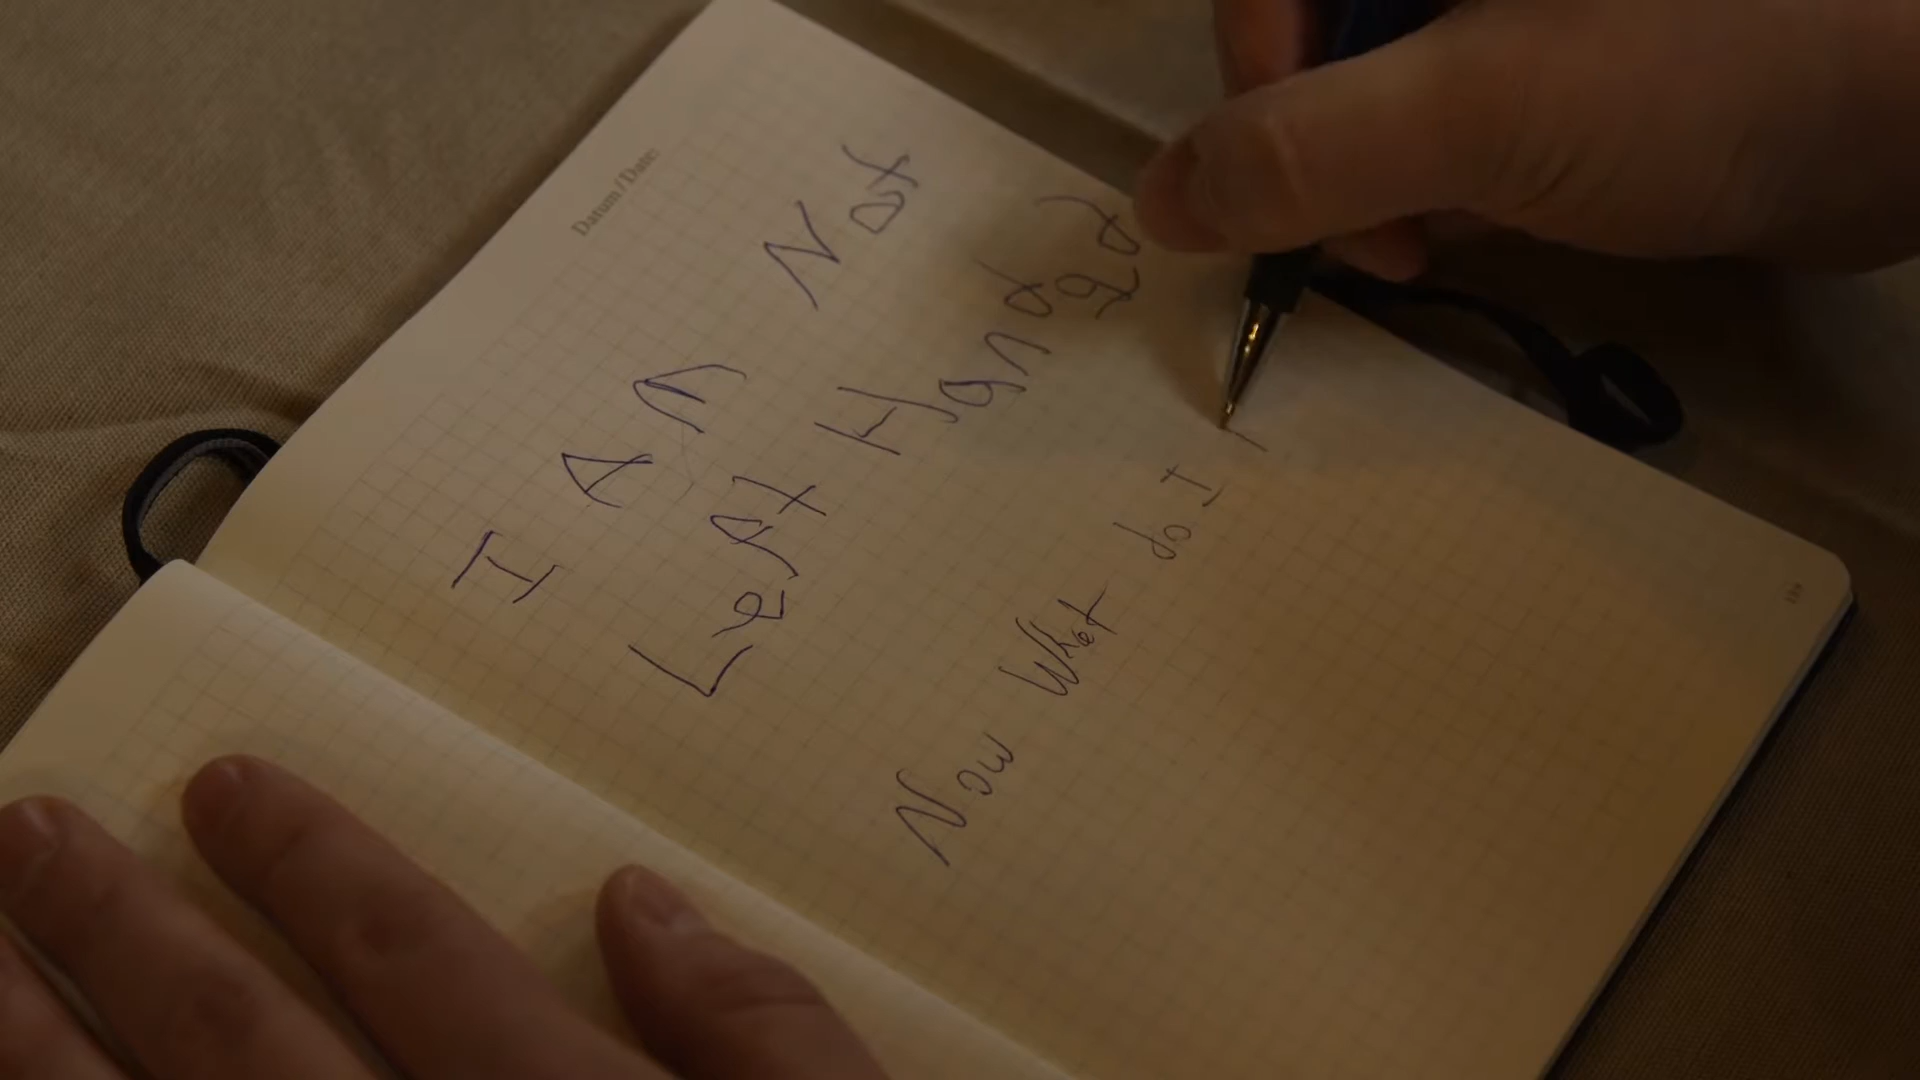 Datum/Date:
I Am Not
Left Handed
Now What do I